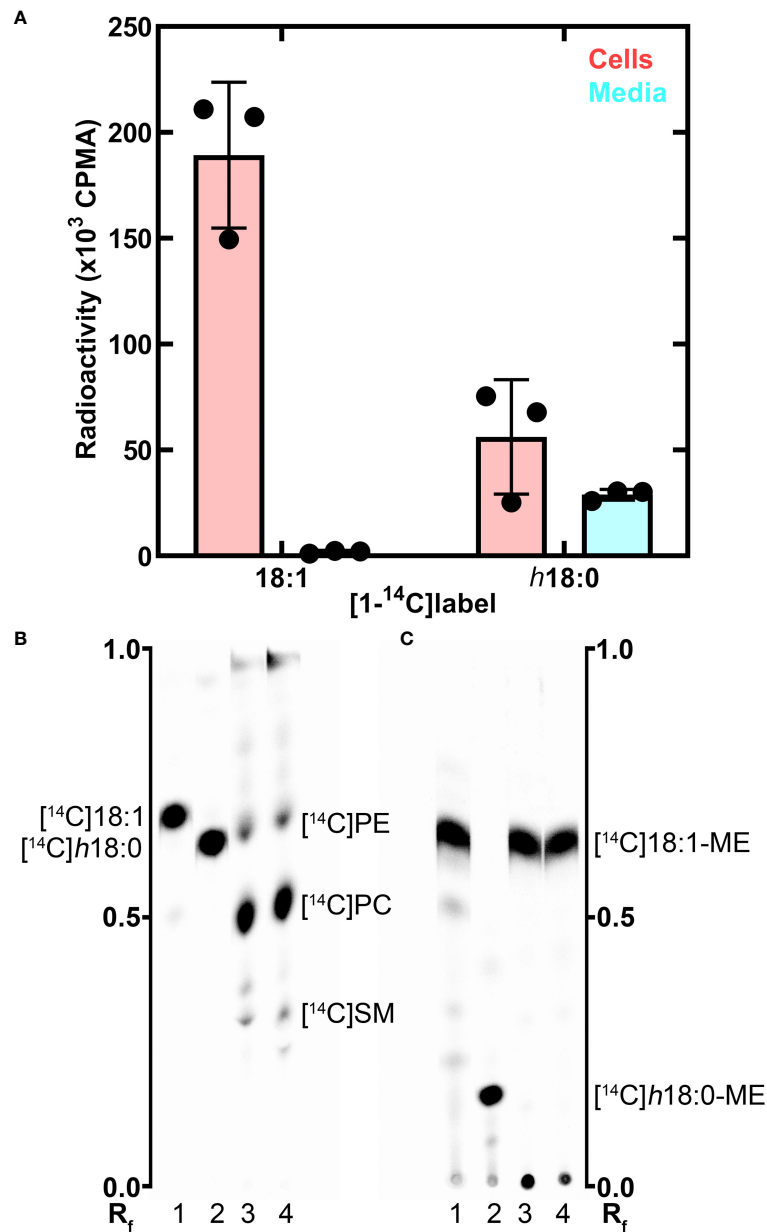 A
250
200
150
100
50
0
Radioactivity (x10³ CPMA)
Cells
Media
18:1
h18:0
[1-¹⁴C]label
B
1.0
0.5
0.0
[¹⁴C]18:1
[¹⁴C]h18:0
[¹⁴C]PE
[¹⁴C]PC
[¹⁴C]SM
Rf 1 2 3 4
C
1.0
0.5
0.0
[¹⁴C]18:1-ME
[¹⁴C]h18:0-ME
1 2 3 4 Rf